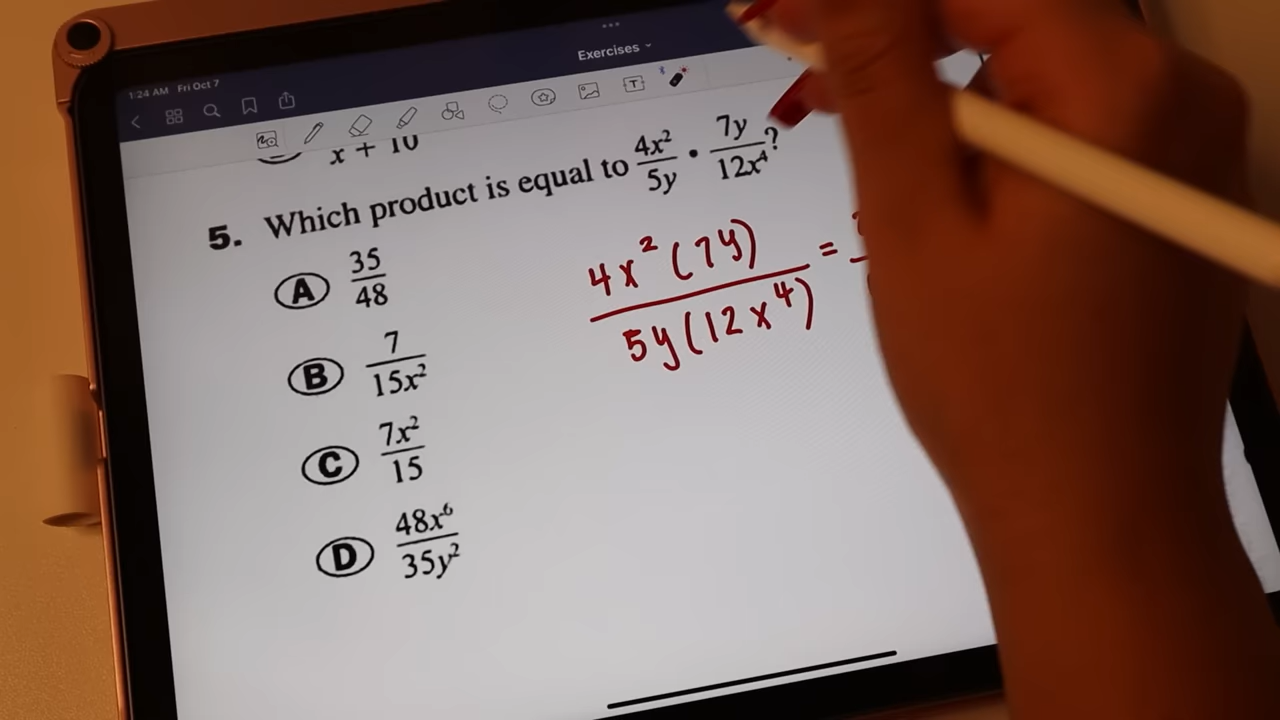 1:24 AM Fri Oct 7
Exercises
T
x + 10
5. Which product is equal to 4x²/5y · 7y/12x⁴?
A 35/48
B 7/15x²
C 7x²/15
D 48x⁶/35y²
4x²(7y)/5y(12x⁴) =